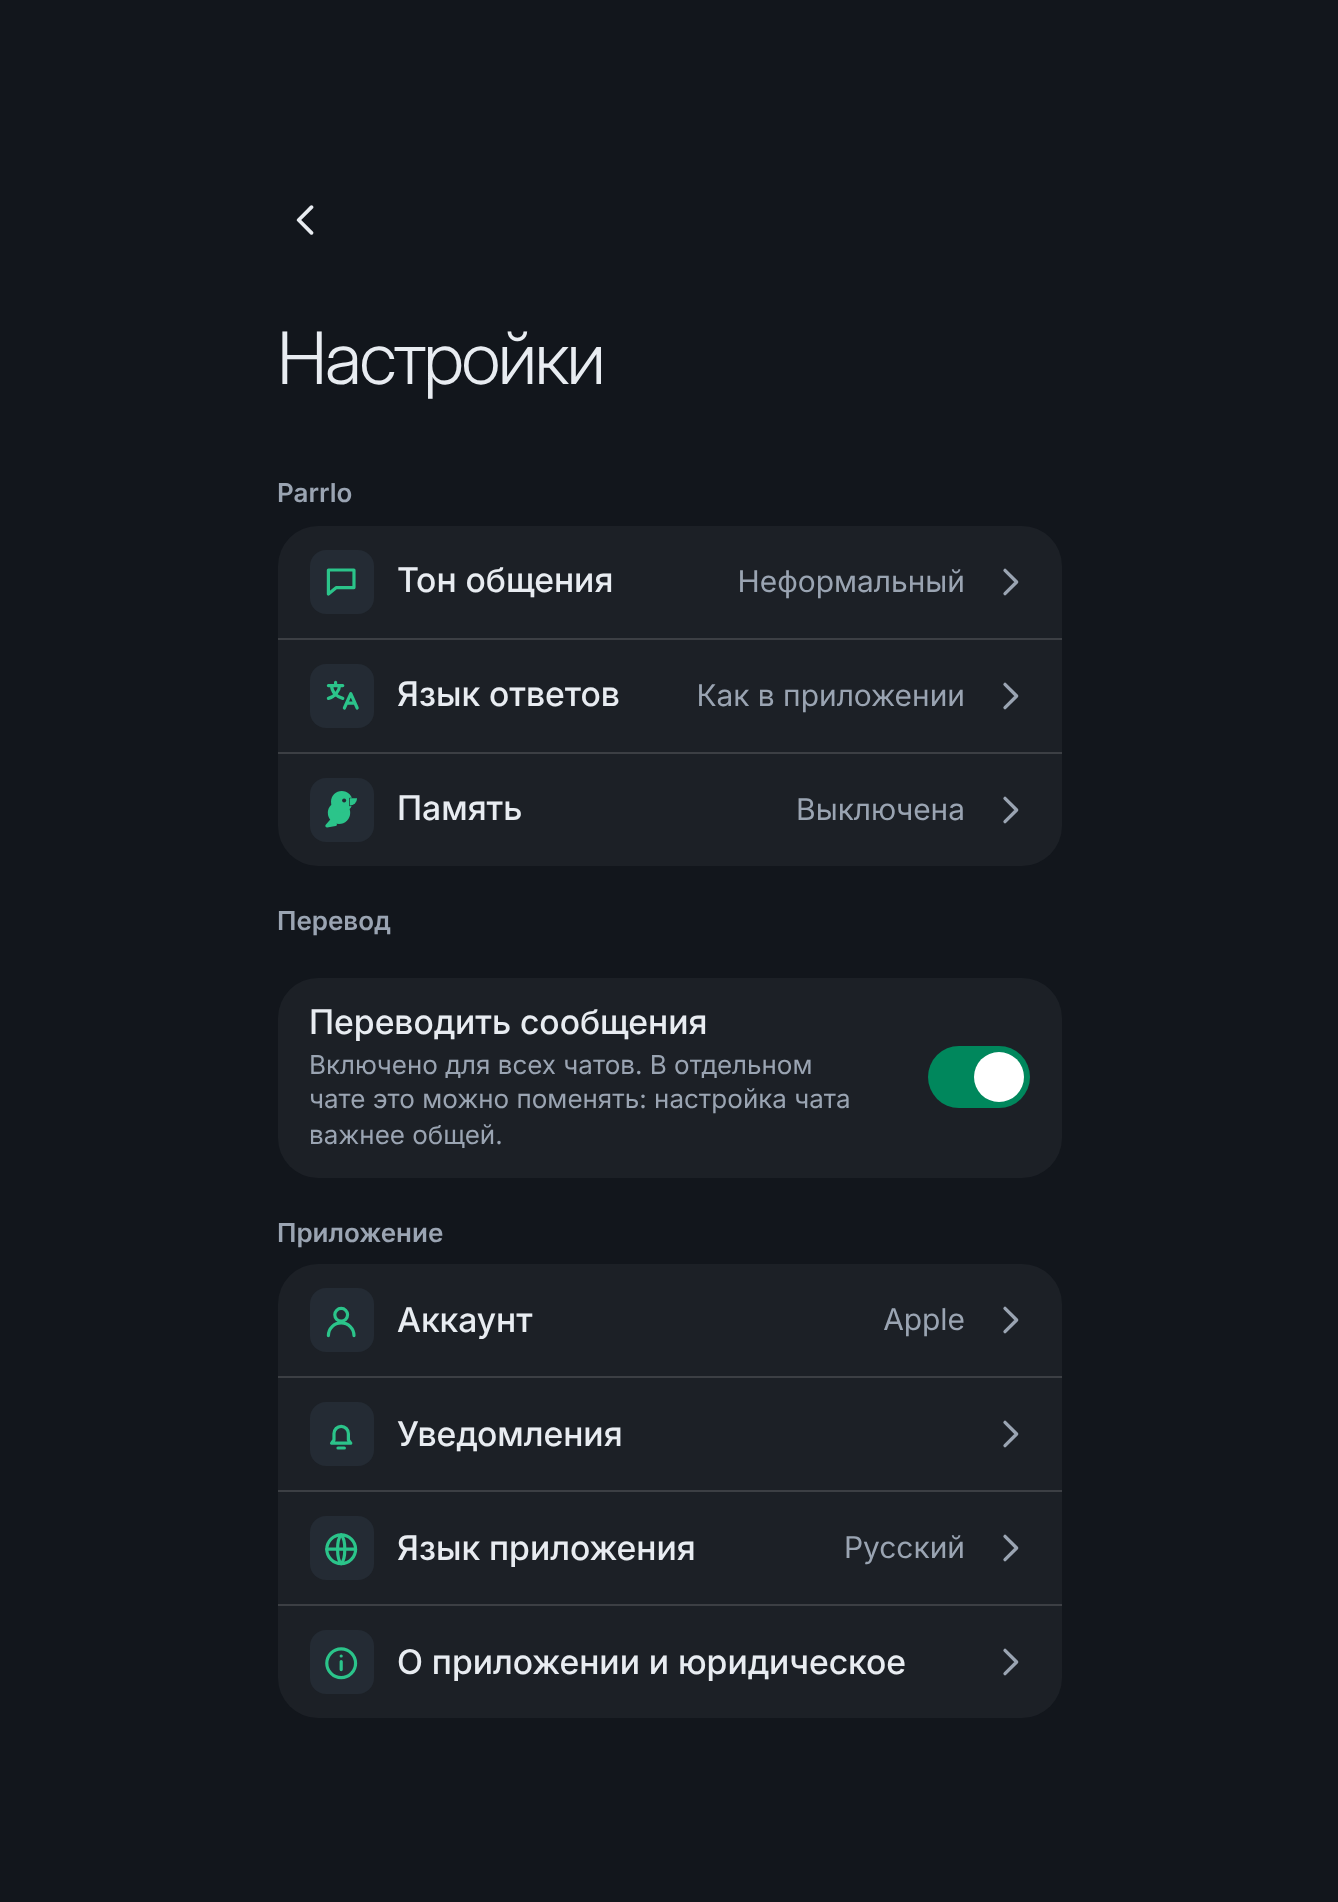 Настройки
Parrlo
Тон общения Неформальный
Язык ответов Как в приложении
Память Выключена
Перевод
Переводить сообщения
Включено для всех чатов. В отдельном
чате это можно поменять: настройка чата
важнее общей.
Приложение
Аккаунт Apple
Уведомления
Язык приложения Русский
О приложении и юридическое